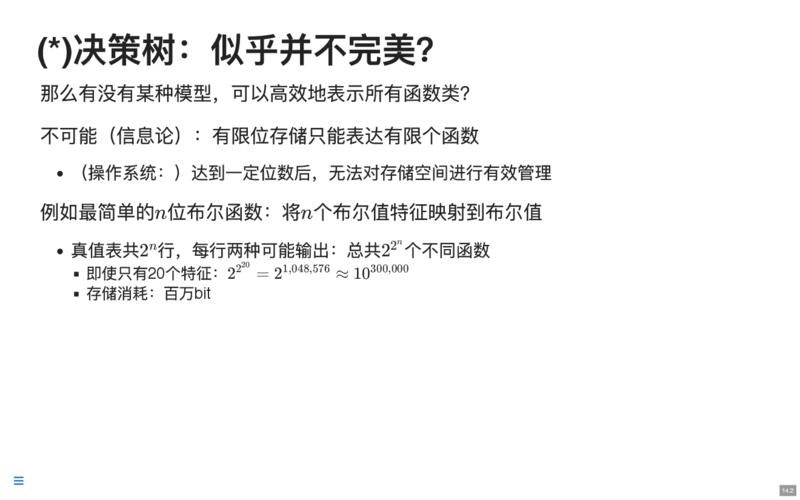 (*)决策树：似乎并不完美？
那么有没有某种模型，可以高效地表示所有函数类？
不可能（信息论）：有限位存储只能表达有限个函数
• （操作系统：）达到一定位数后，无法对存储空间进行有效管理
例如最简单的n位布尔函数：将n个布尔值特征映射到布尔值
• 真值表共2^n行，每行两种可能输出：总共2^{2^n}个不同函数
▪ 即使只有20个特征：2^{2^{20}} = 2^{1,048,576} ≈ 10^{300,000}
▪ 存储消耗：百万bit
14.2